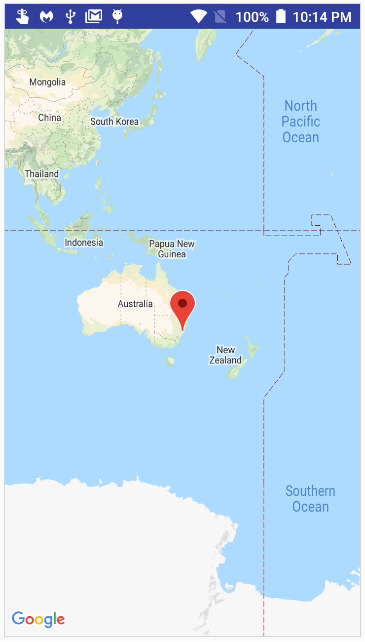 100% 10:14 PM
Mongolia
North
Pacific
Ocean
China
South Korea
Thailand
Indonesia
Papua New
Guinea
Australia
New
Zealand
Southern
Ocean
Google